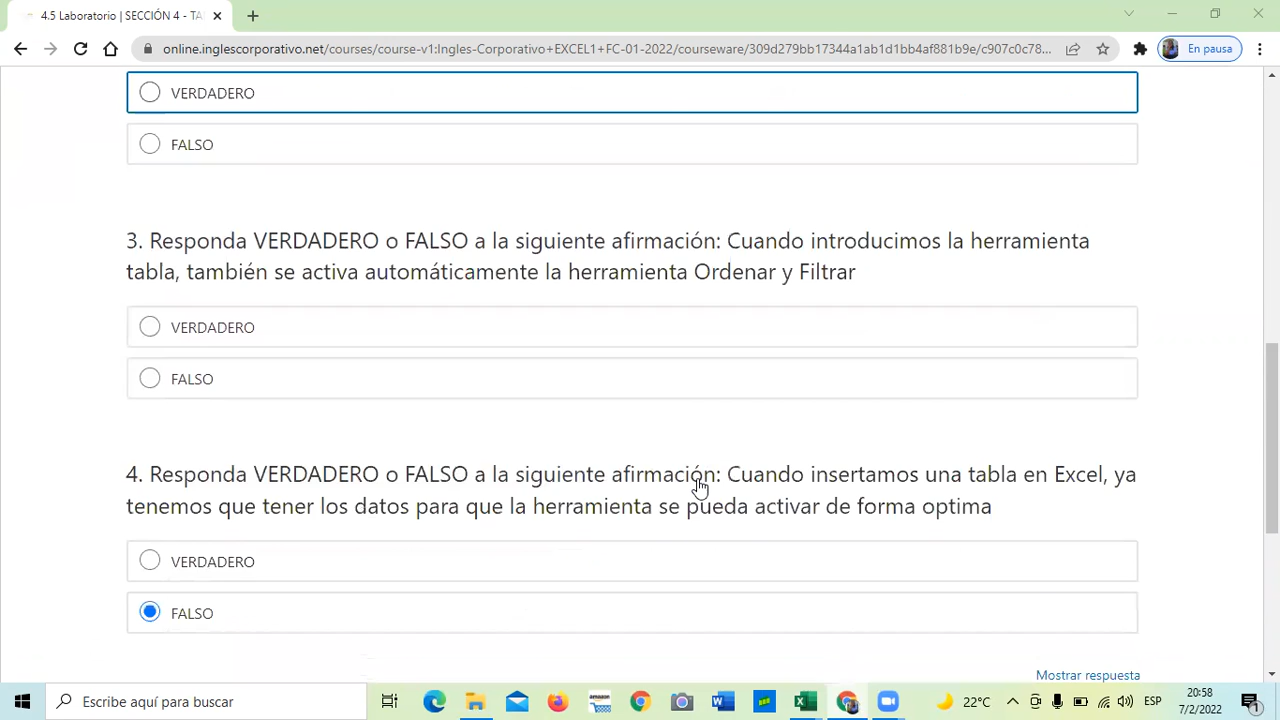 4.5 Laboratorio | SECCIÓN 4 - TA
En pausa
online.inglescorporativo.net/courses/course-v1:Ingles-Corporativo+EXCEL1+FC-01-2022/courseware/309d279bb17344a1ab1d1bb4af881b9e/c907c0c78...
VERDADERO
FALSO
3. Responda VERDADERO o FALSO a la siguiente afirmación: Cuando introducimos la herramienta
tabla, también se activa automáticamente la herramienta Ordenar y Filtrar
VERDADERO
FALSO
4. Responda VERDADERO o FALSO a la siguiente afirmación: Cuando insertamos una tabla en Excel, ya
tenemos que tener los datos para que la herramienta se pueda activar de forma optima
VERDADERO
FALSO
Mostrar respuesta
Escribe aquí para buscar
amazon
22°C
ESP
20:58
7/2/2022